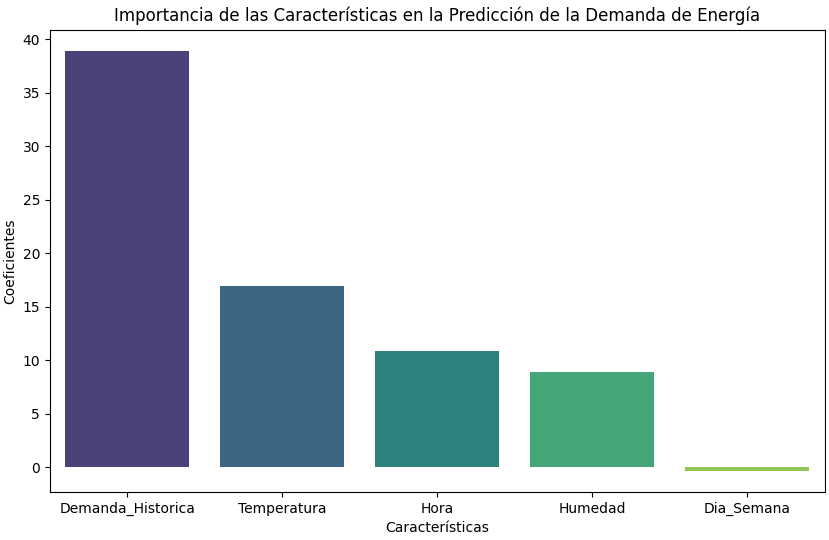 Importancia de las Características en la Predicción de la Demanda de Energía
Coeficientes
40
35
30
25
20
15
10
5
0
Demanda_Historica Temperatura Hora Humedad Dia_Semana
Características